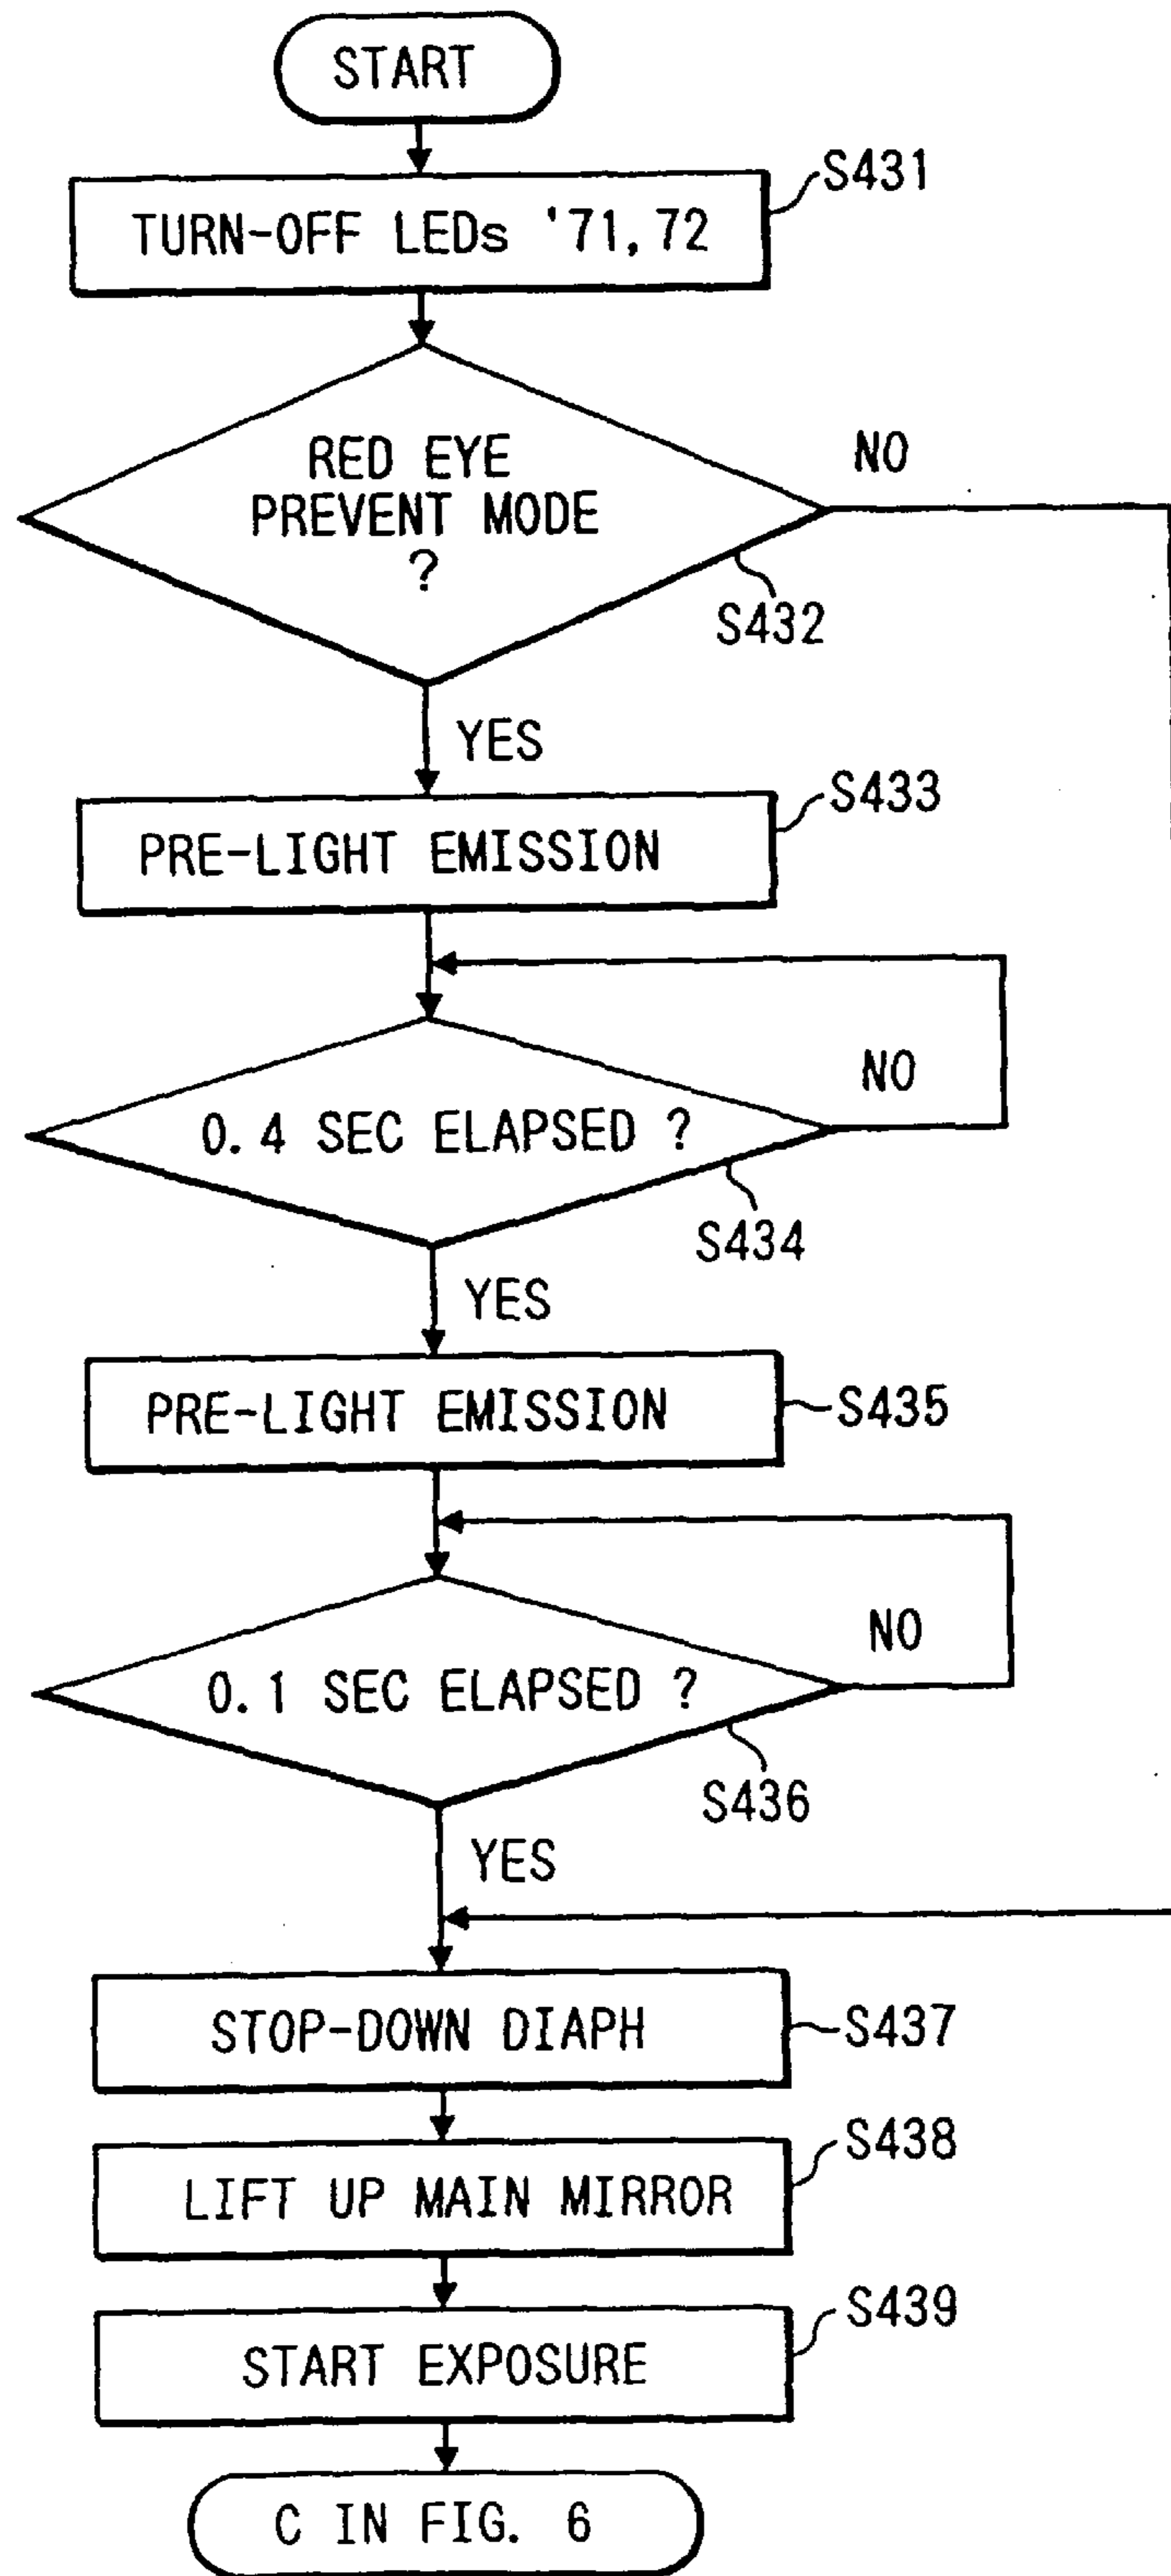 START
S431
TURN-OFF LEDs '71, 72
RED EYE
PREVENT MODE
?
NO
S432
YES
S433
PRE-LIGHT EMISSION
NO
0.4 SEC ELAPSED ?
S434
YES
PRE-LIGHT EMISSION
S435
NO
0.1 SEC ELAPSED ?
S436
YES
STOP-DOWN DIAPH
S437
S438
LIFT UP MAIN MIRROR
S439
START EXPOSURE
C IN FIG. 6